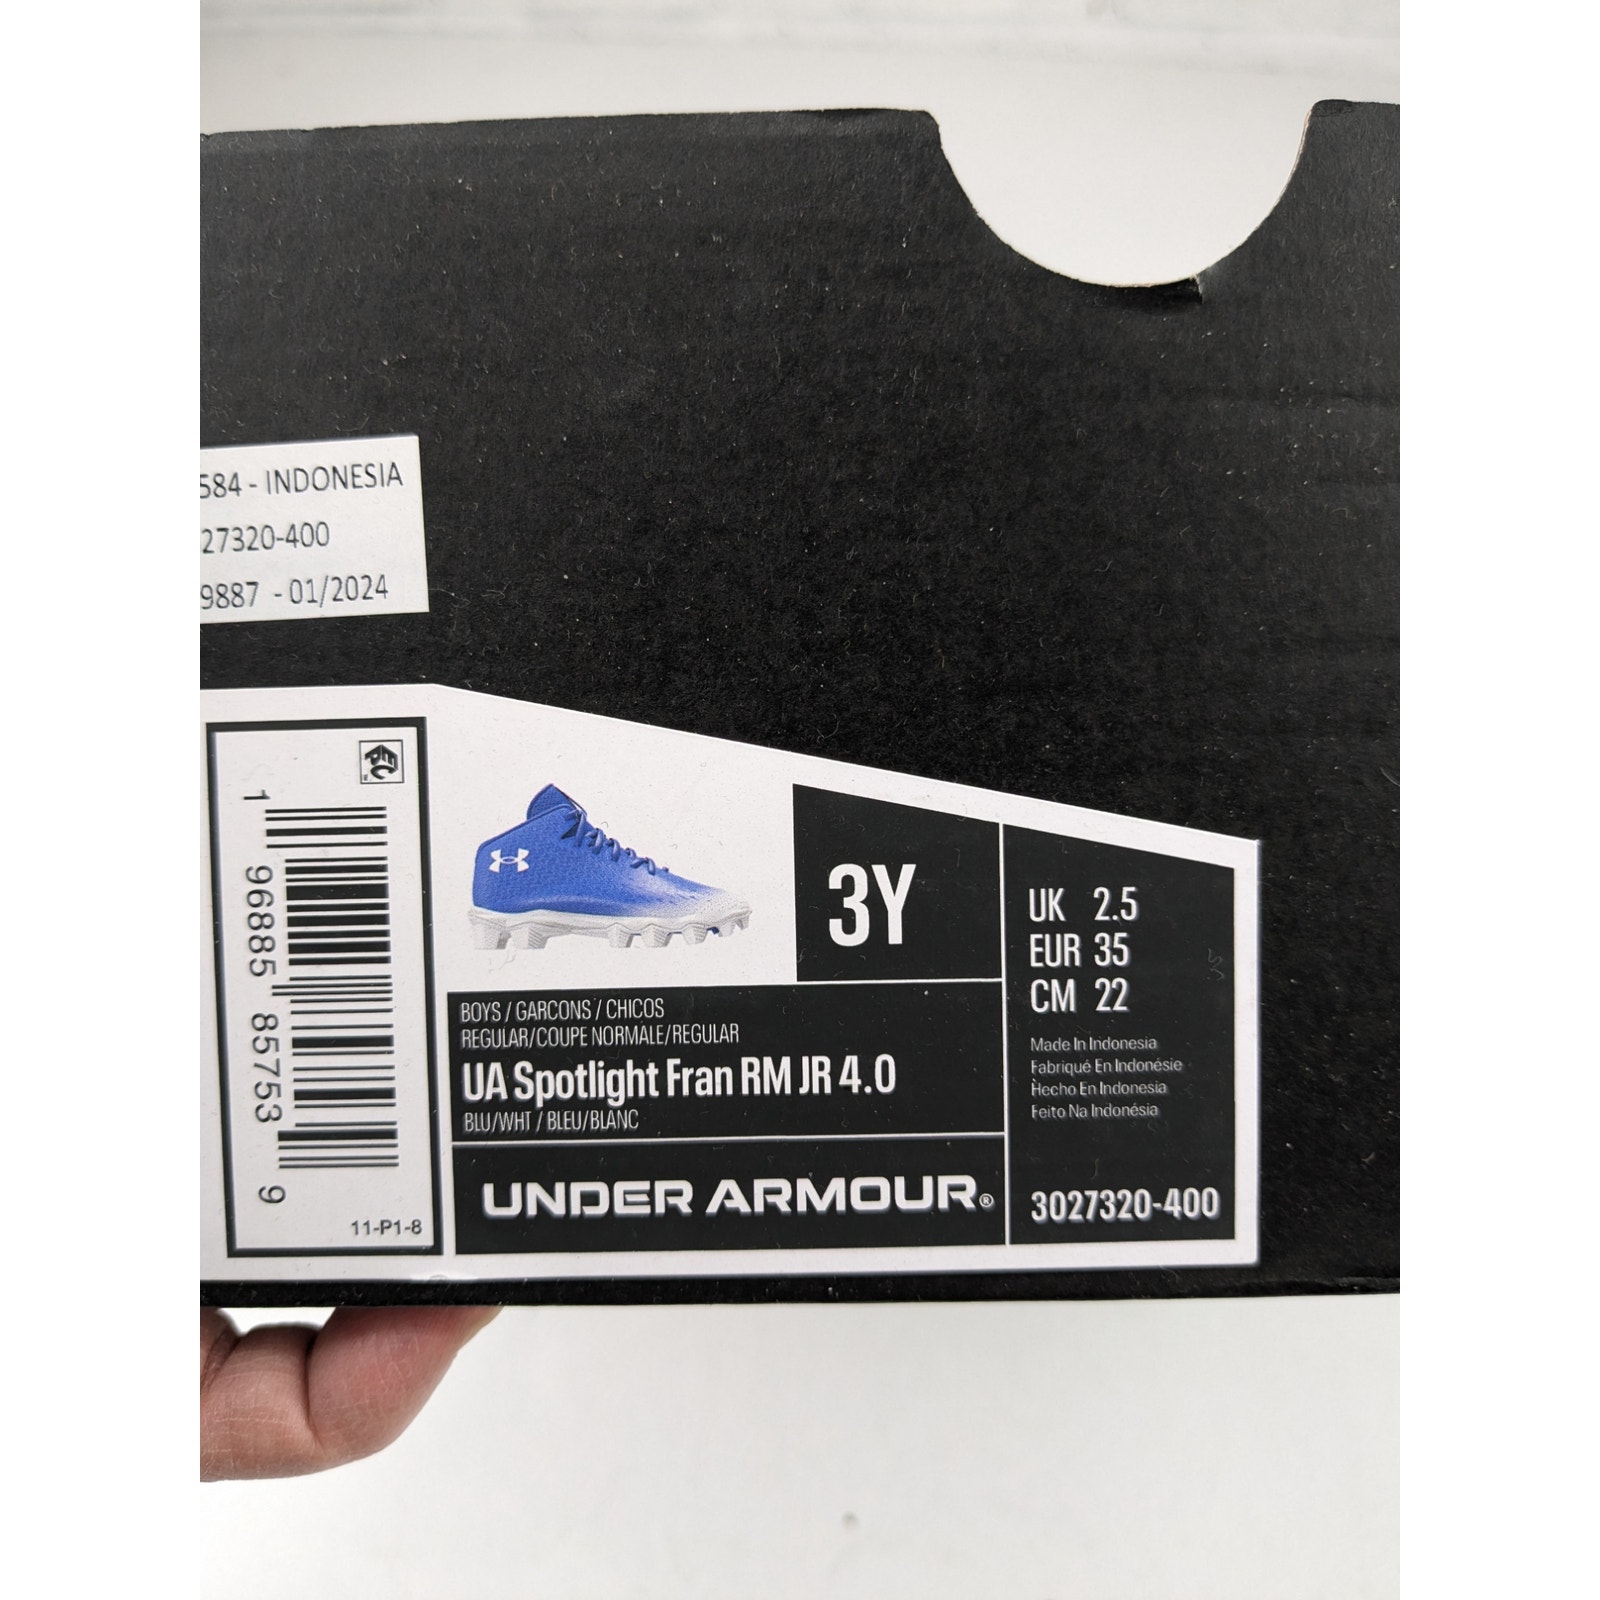 584 - INDONESIA
27320-400
9887 - 01/2024
1 96885 85753 9
11-P1-8
3Y
UK 2.5
EUR 35
CM 22
BOYS / GARCONS / CHICOS
REGULAR/COUPE NORMALE/REGULAR
UA Spotlight Fran RM JR 4.0
BLU/WHT / BLEU/BLANC
Made In Indonesia
Fabriqué En Indonésie
Hecho En Indonesia
Feito Na Indonésia
UNDER ARMOUR®
3027320-400